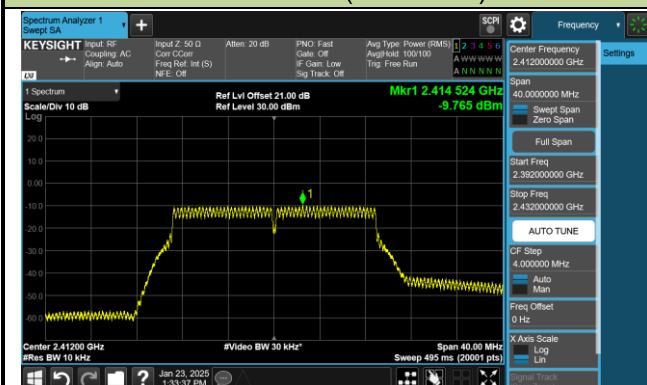 Spectrum Analyzer 1
Swept SA
+
SCPI
Frequency
KEYSIGHT
Input: RF
Coupling: AC
Align: Auto
Input Z: 50 Ω
Corr CCorr
Freq Ref: Int (S)
NFE: Off
Atten: 20 dB
PNO: Fast
Gate: Off
IF Gain: Low
Sig Track: Off
Avg Type: Power (RMS)
Avg|Hold: 100/100
Trig: Free Run
1 2 3 4 5 6
A W W W W W
A N N N N N
LXI
Center Frequency
2.412000000 GHz
Settings
Span
40.0000000 MHz
Swept Span
Zero Span
Full Span
Start Freq
2.392000000 GHz
Stop Freq
2.432000000 GHz
AUTO TUNE
CF Step
4.000000 MHz
Auto
Man
Freq Offset
0 Hz
X Axis Scale
Log
Lin
Signal Track
1 Spectrum
Scale/Div 10 dB
Log
Ref Lvl Offset 21.00 dB
Ref Level 30.00 dBm
Mkr1 2.414 524 GHz
-9.765 dBm
20.0
10.0
0.00
-10.0
-20.0
-30.0
-40.0
-50.0
-60.0
1
Center 2.41200 GHz
#Res BW 10 kHz
#Video BW 30 kHz*
Span 40.00 MHz
Sweep 495 ms (20001 pts)
?
Jan 23, 2025
1:33:37 PM